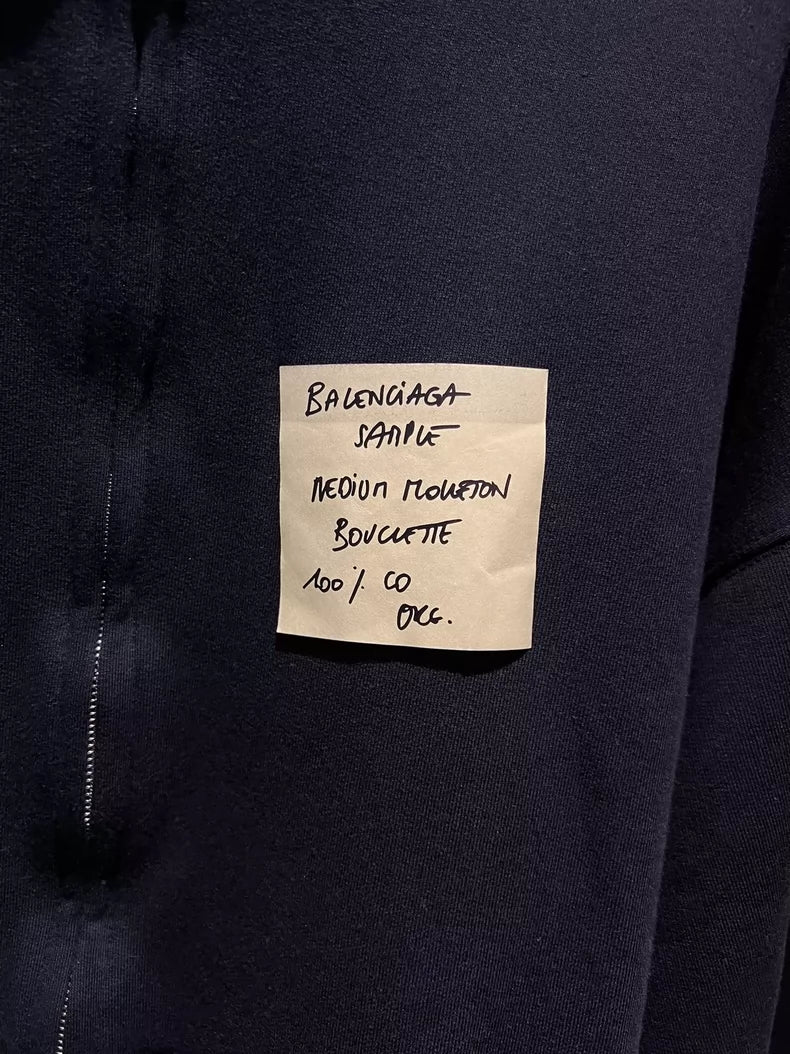 BALENCiAGA
SAMPLE
MEDiUM MOLLETON
BOUCLETTE
100% CO
ORG.